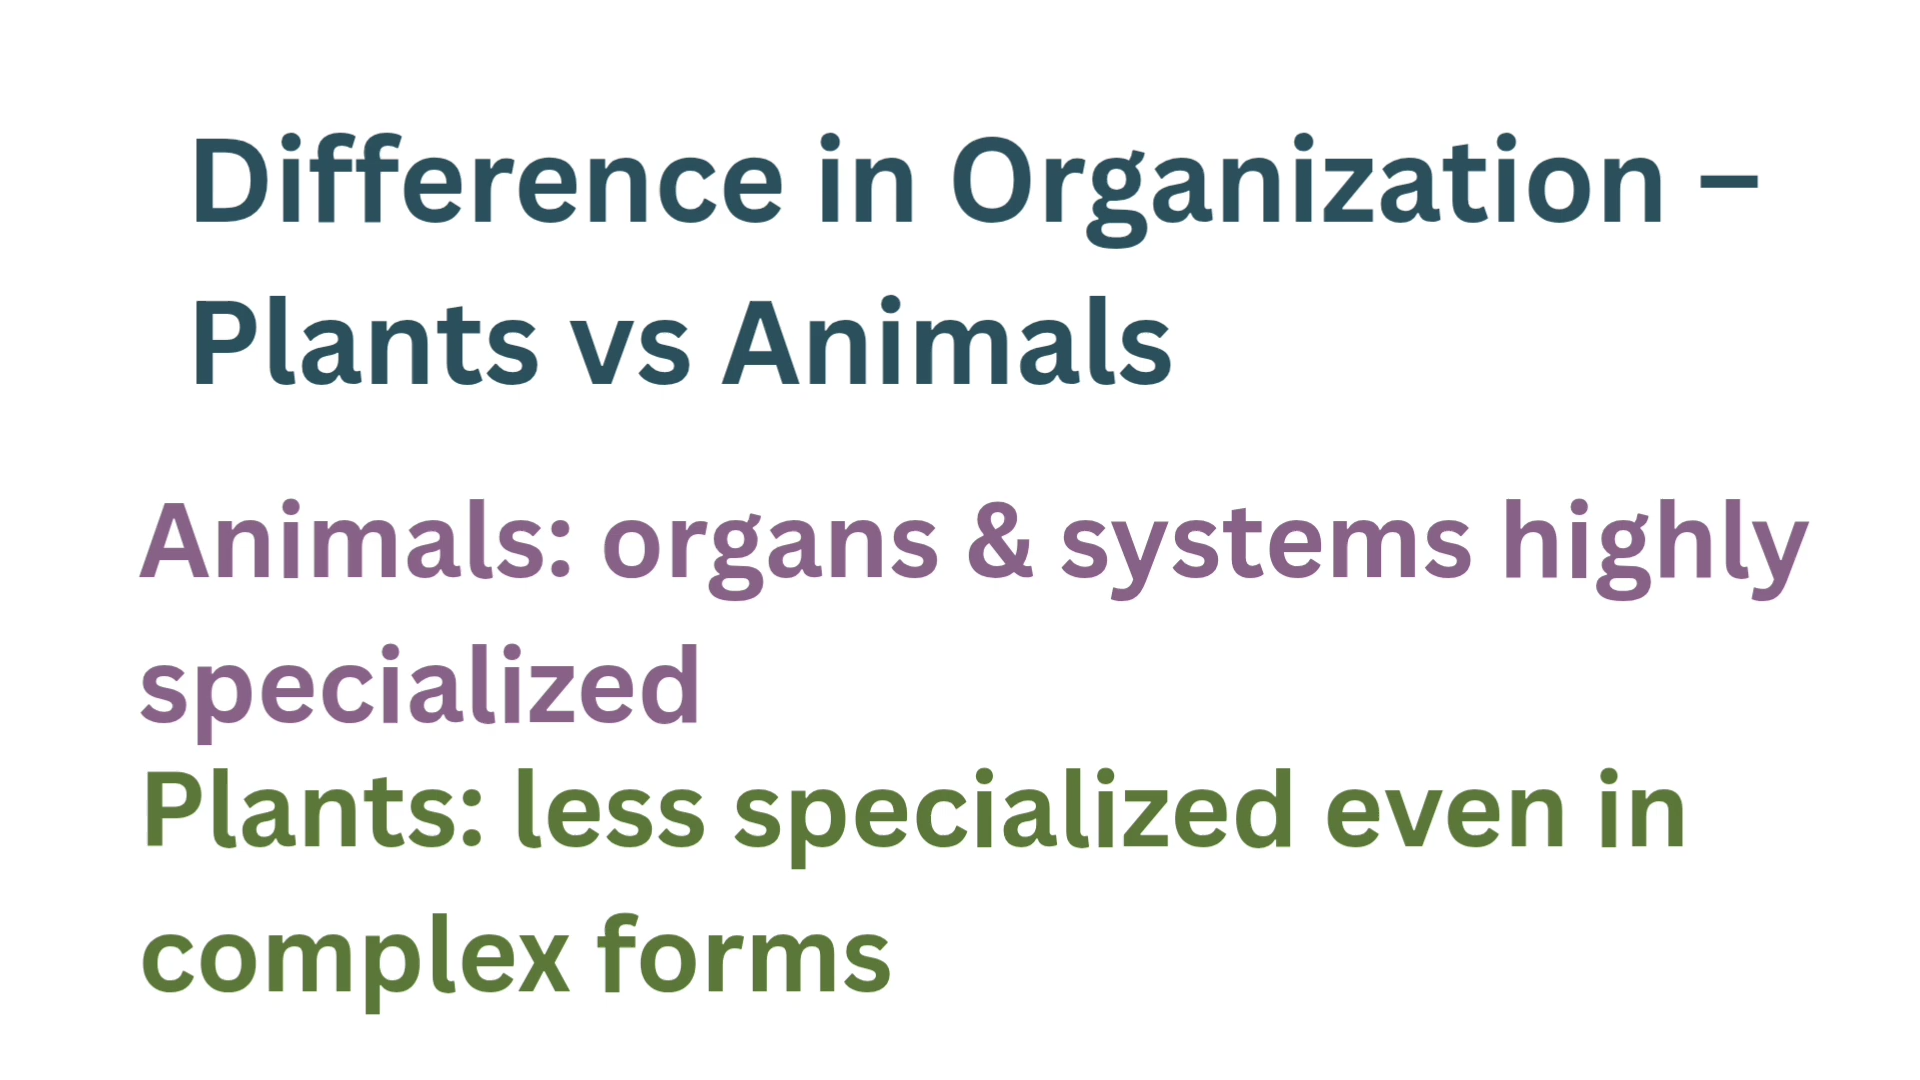 Difference in Organization –
Plants vs Animals
Animals: organs & systems highly
specialized
Plants: less specialized even in
complex forms